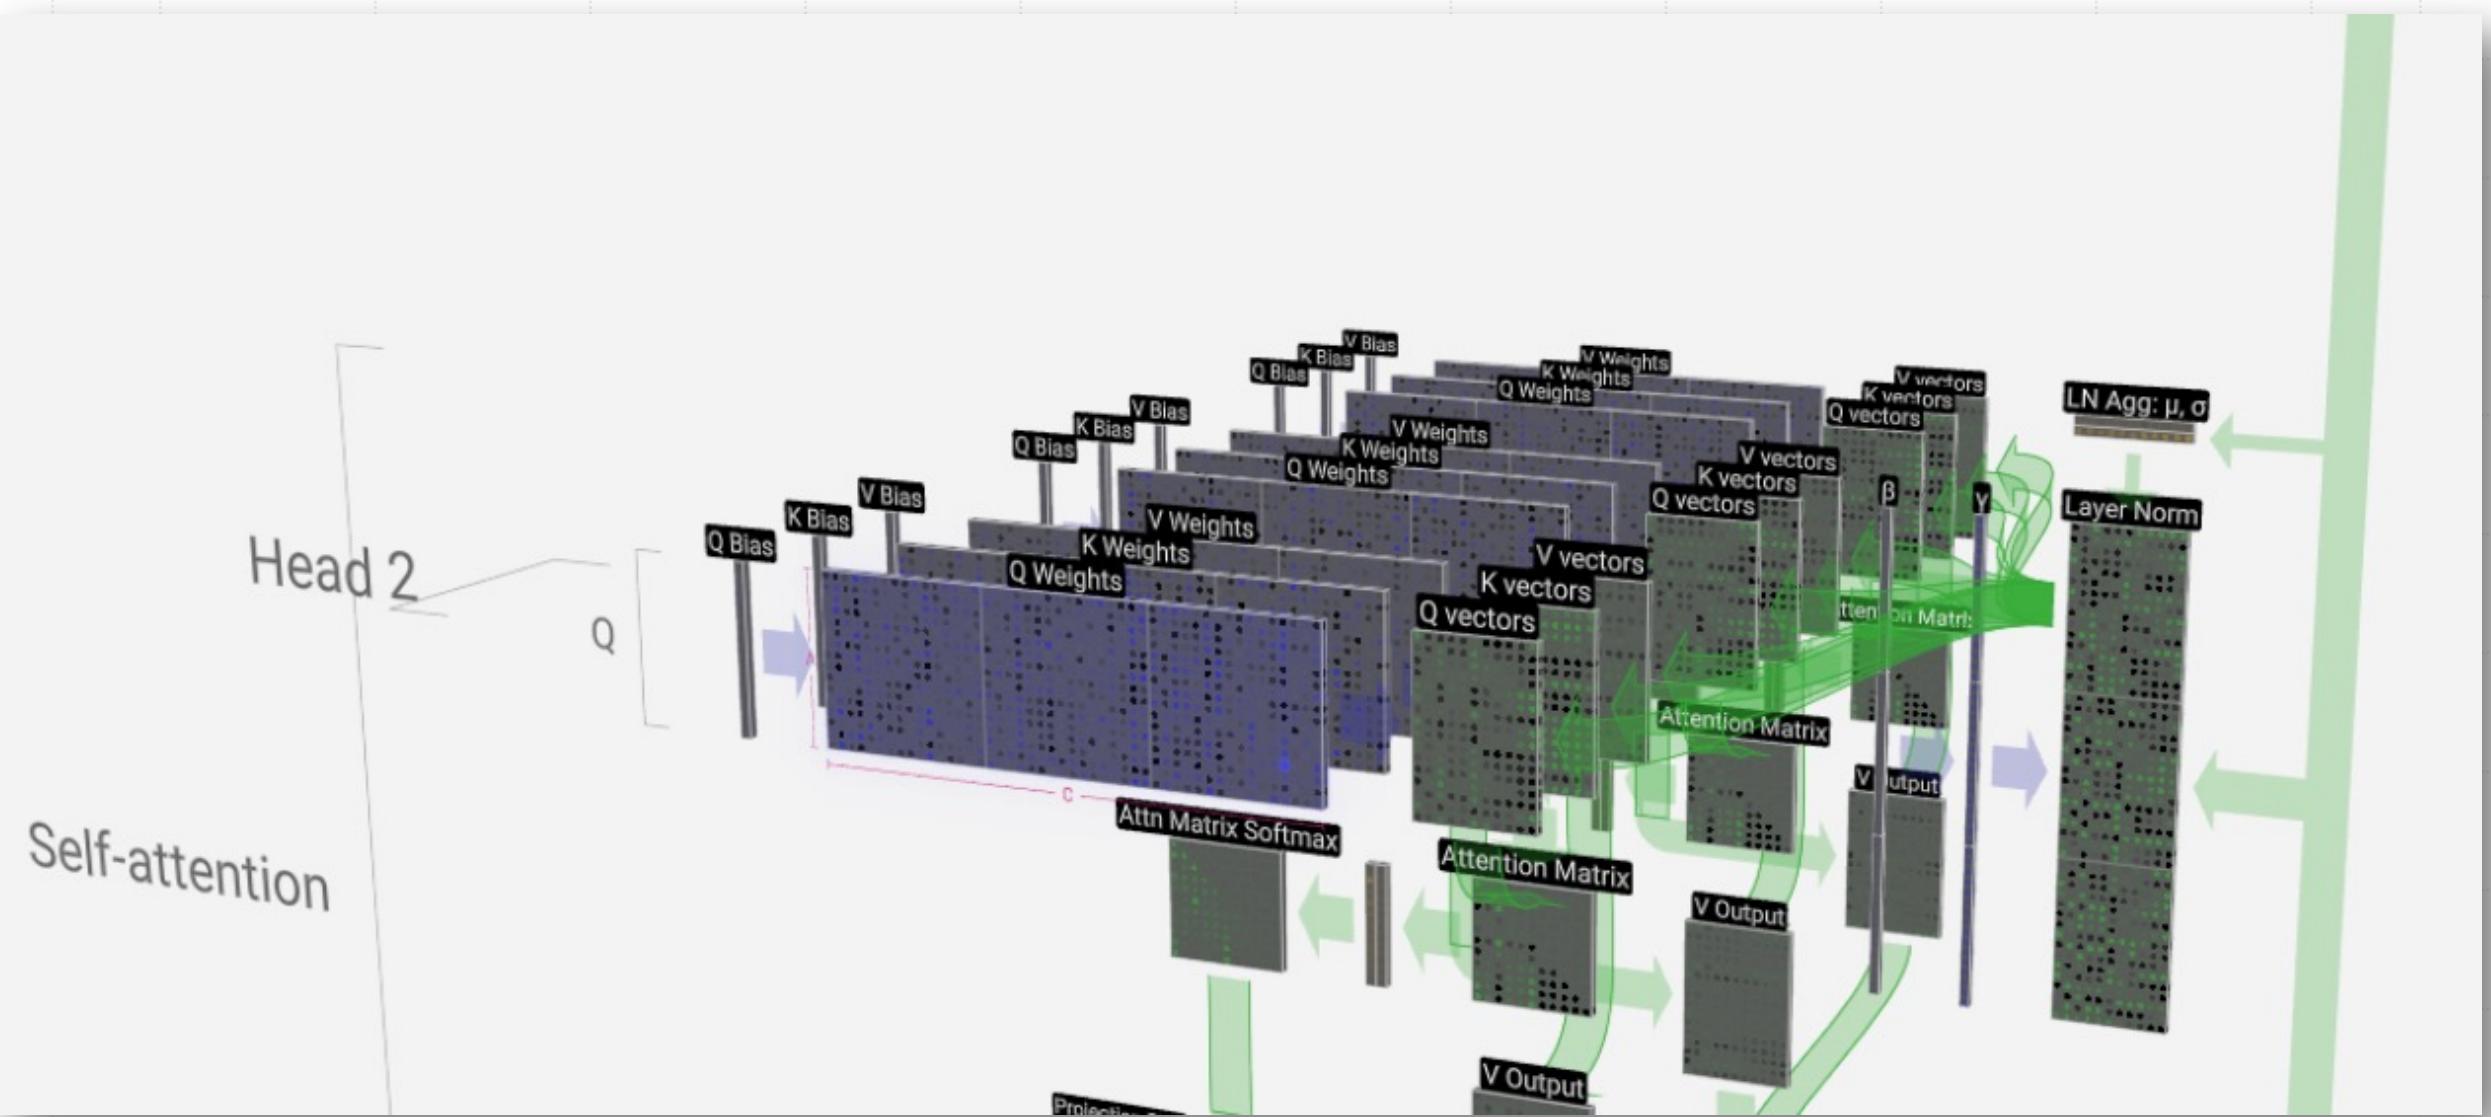 V Bias
K Bias
Q Bias
V Weights
K Weights
Q Weights
V vectors
K vectors
Q vectors
LN Agg: μ, σ
V Bias
K Bias
Q Bias
V Weights
K Weights
Q Weights
V vectors
K vectors
Q vectors
β
γ
Layer Norm
V Bias
K Bias
Q Bias
V Weights
K Weights
Q Weights
V vectors
K vectors
Q vectors
Head 2
Q
Attention Matrix
V Output
C
Attn Matrix Softmax
Attention Matrix
V Output
Self-attention
V Output